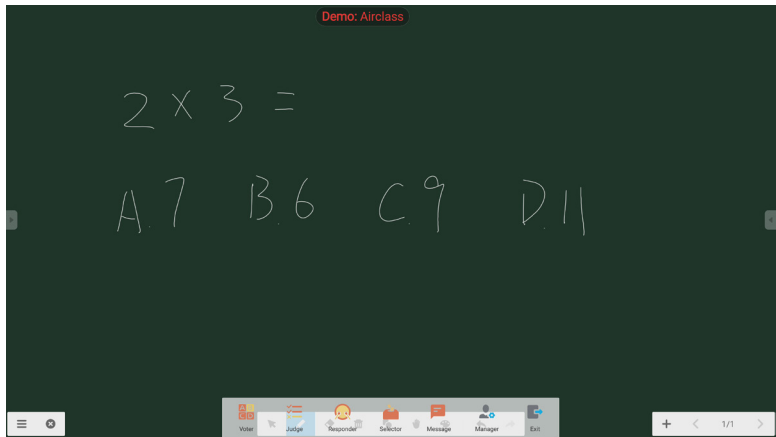 Demo: Airclass
2 × 3 =
A.7 B.6 C.9 D.11
Voter Judge Responder Selector Message Manager Exit
1/1